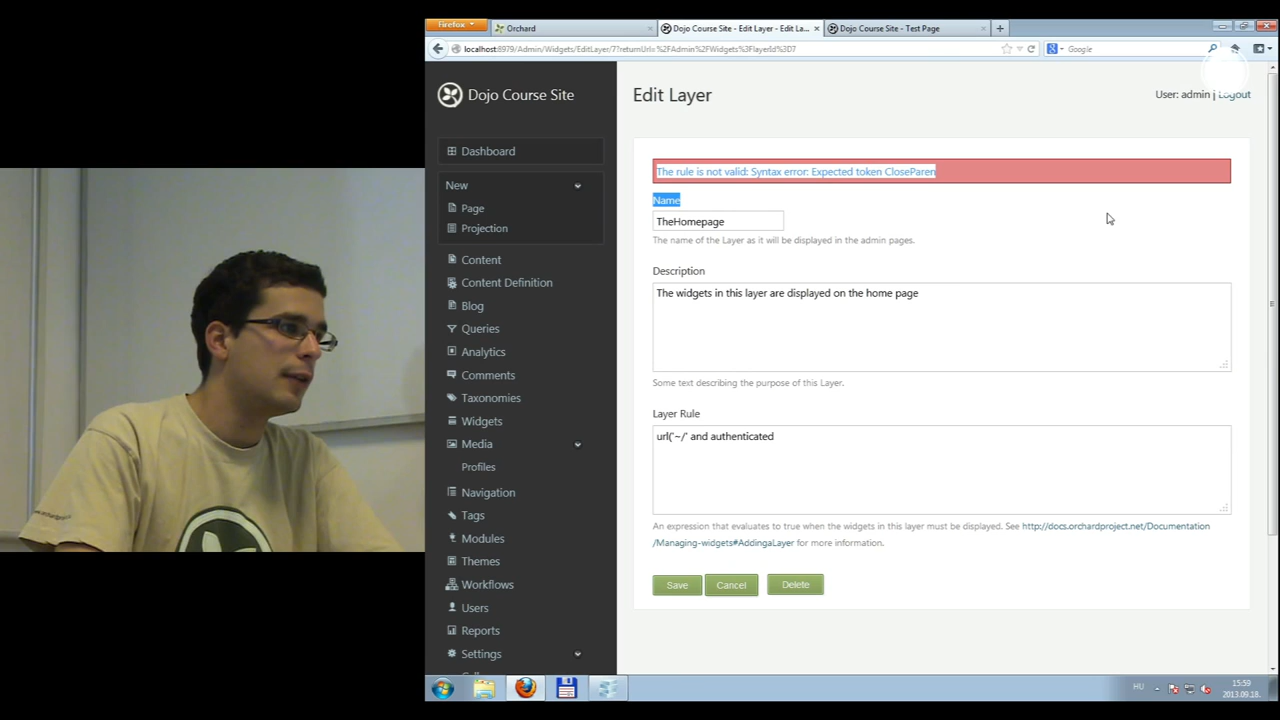 Firefox
Orchard
Dojo Course Site - Edit Layer - Edit La...
Dojo Course Site - Test Page
localhost:8979/Admin/Widgets/EditLayer/7?returnUrl=%2FAdmin%2FWidgets%3FlayerId%3D7
Google
Dojo Course Site
Edit Layer
User: admin | Logout
Dashboard
New
Page
Projection
Content
Content Definition
Blog
Queries
Analytics
Comments
Taxonomies
Widgets
Media
Profiles
Navigation
Tags
Modules
Themes
Workflows
Users
Reports
Settings
The rule is not valid: Syntax error: Expected token CloseParen
Name
TheHomepage
The name of the Layer as it will be displayed in the admin pages.
Description
The widgets in this layer are displayed on the home page
Some text describing the purpose of this Layer.
Layer Rule
url("~/" and authenticated
An expression that evaluates to true when the widgets in this layer must be displayed. See http://docs.orchardproject.net/Documentation
/Managing-widgets#AddingaLayer for more information.
Save
Cancel
Delete
HU
15:59
2013.09.18.